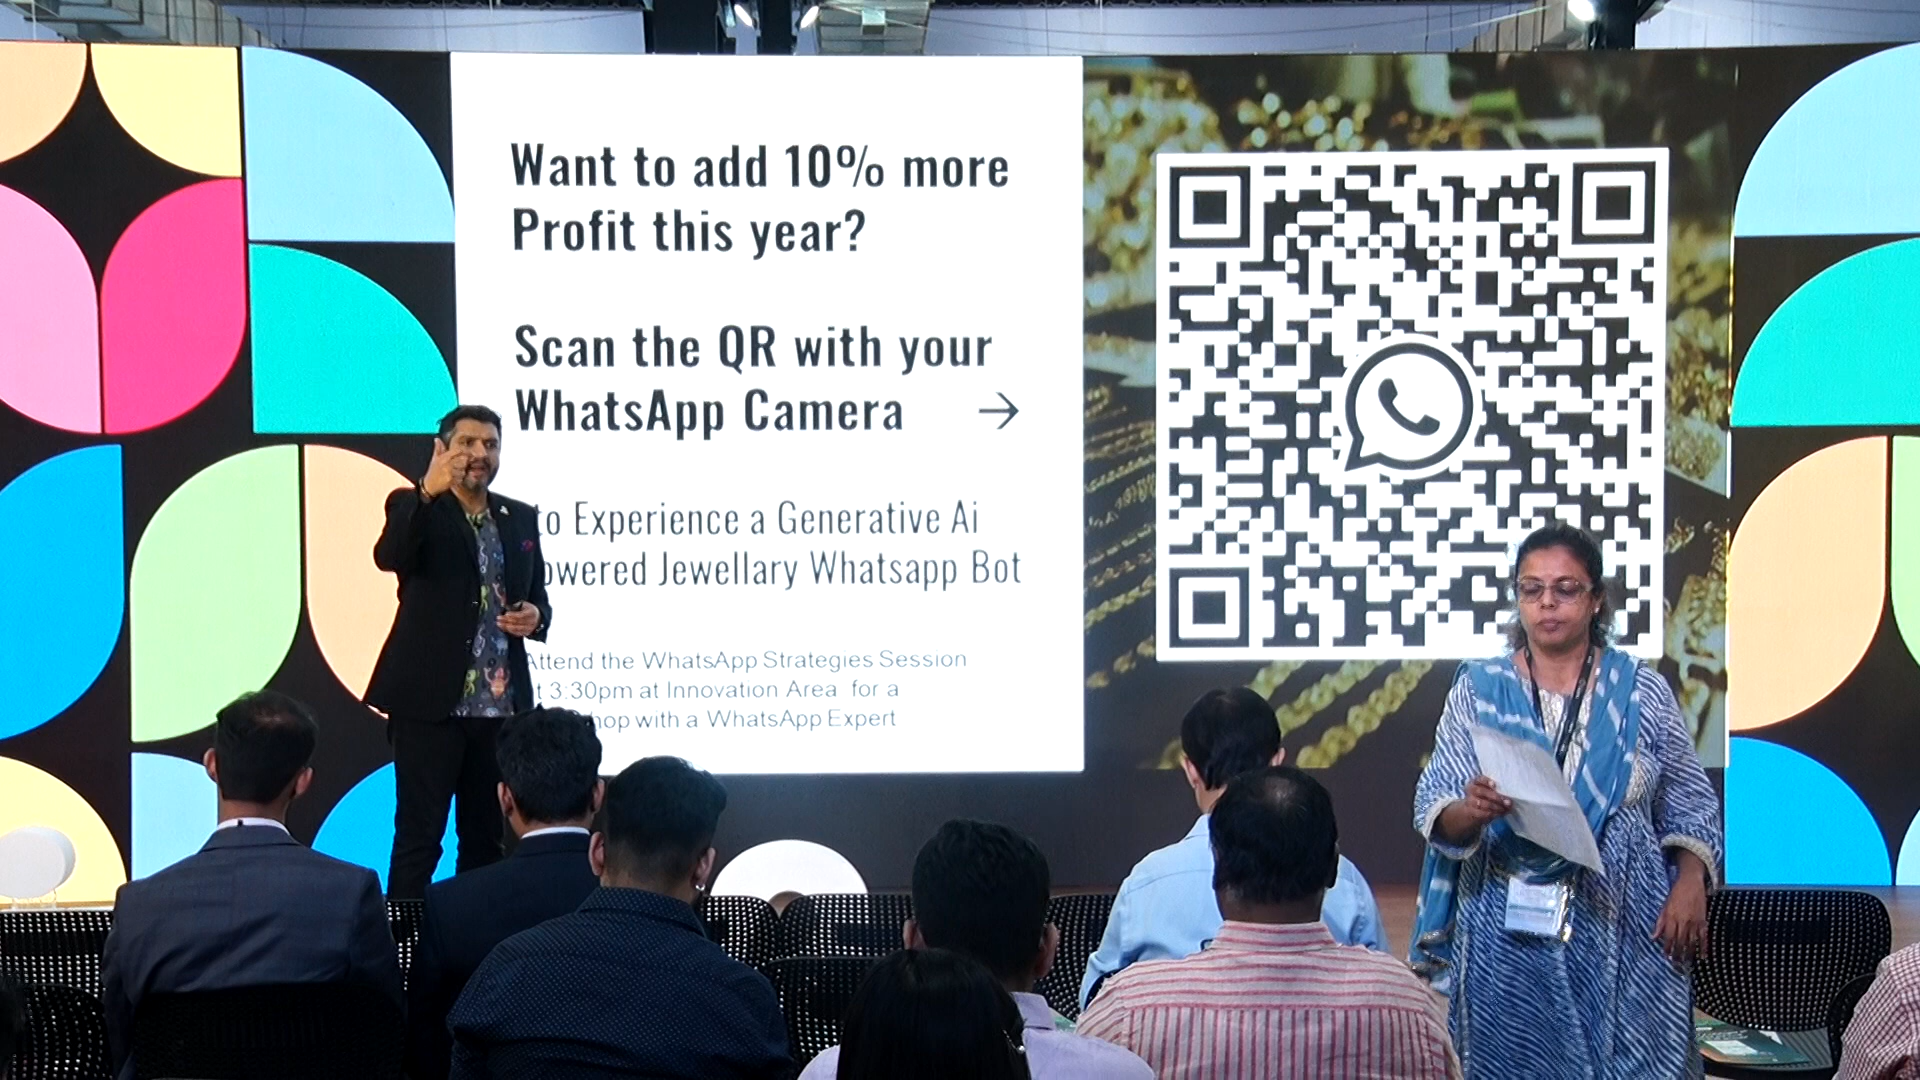 Want to add 10% more
Profit this year?
Scan the QR with your
WhatsApp Camera →
to Experience a Generative Ai
owered Jewellary Whatsapp Bot
Attend the WhatsApp Strategies Session
t 3:30pm at Innovation Area for a
hop with a WhatsApp Expert